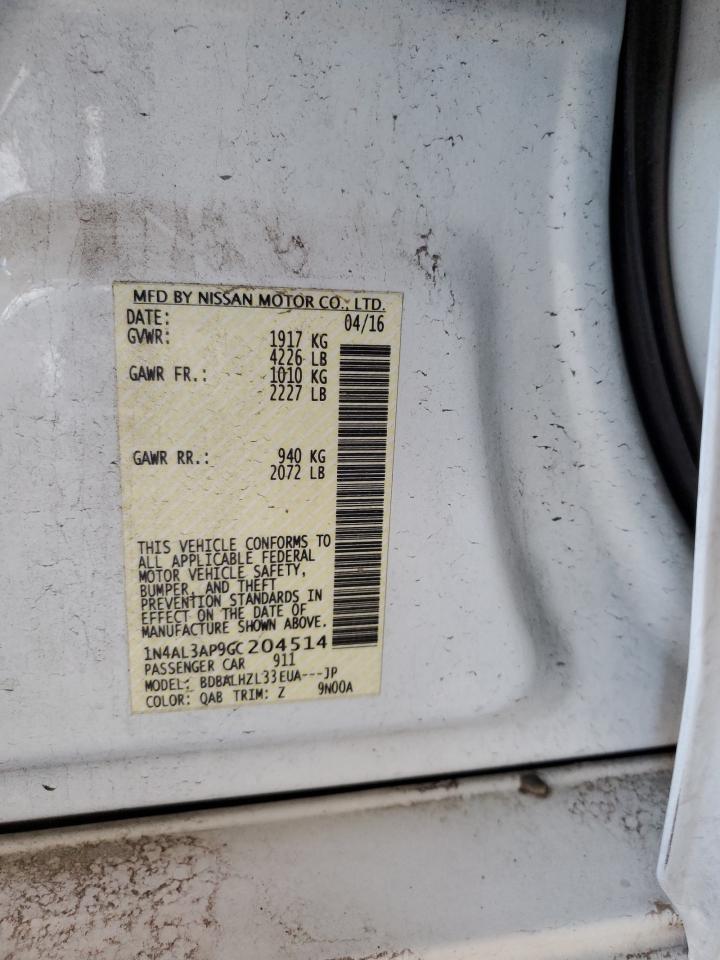 MFD BY NISSAN MOTOR CO., LTD.
DATE: 04/16
GVWR: 1917 KG
4226 LB
GAWR FR.: 1010 KG
2227 LB
GAWR RR.: 940 KG
2072 LB
THIS VEHICLE CONFORMS TO
ALL APPLICABLE FEDERAL
MOTOR VEHICLE SAFETY,
BUMPER, AND THEFT
PREVENTION STANDARDS IN
EFFECT ON THE DATE OF
MANUFACTURE SHOWN ABOVE.
1N4AL3AP9GC204514
PASSENGER CAR 911
MODEL: BDBALHZL33EUA---JP
COLOR: QAB TRIM: Z 9N00A